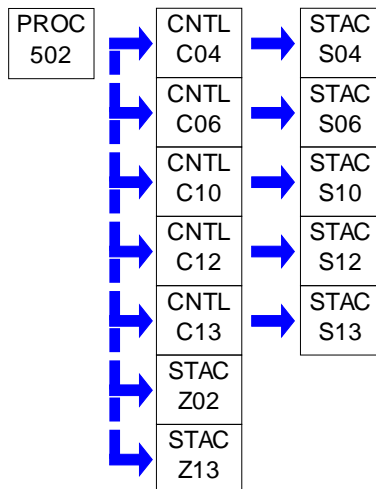 PROC
502
CNTL
C04
STAC
S04
CNTL
C06
STAC
S06
CNTL
C10
STAC
S10
CNTL
C12
STAC
S12
CNTL
C13
STAC
S13
STAC
Z02
STAC
Z13